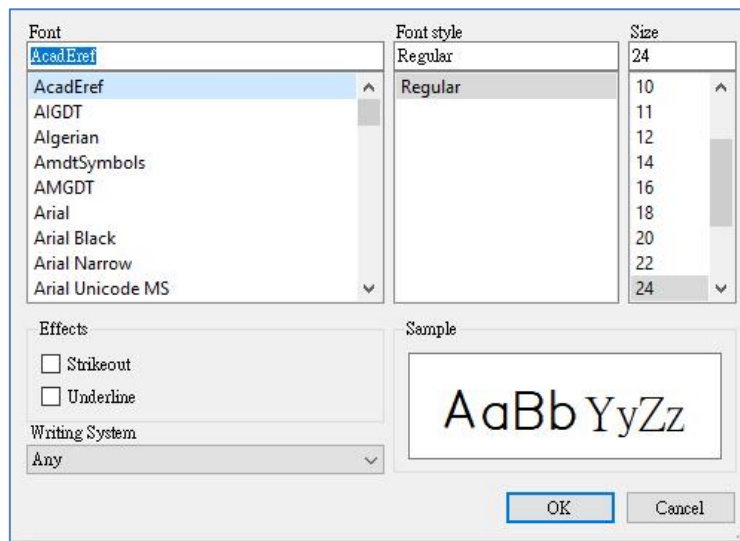 Font
AcadEref
AcadEref
AIGDT
Algerian
AmdtSymbols
AMGDT
Arial
Arial Black
Arial Narrow
Arial Unicode MS
Font style
Regular
Regular
Size
24
10
11
12
14
16
18
20
22
24
Effects
Strikeout
Underline
Writing System
Any
Sample
AaBbYyZz
OK
Cancel